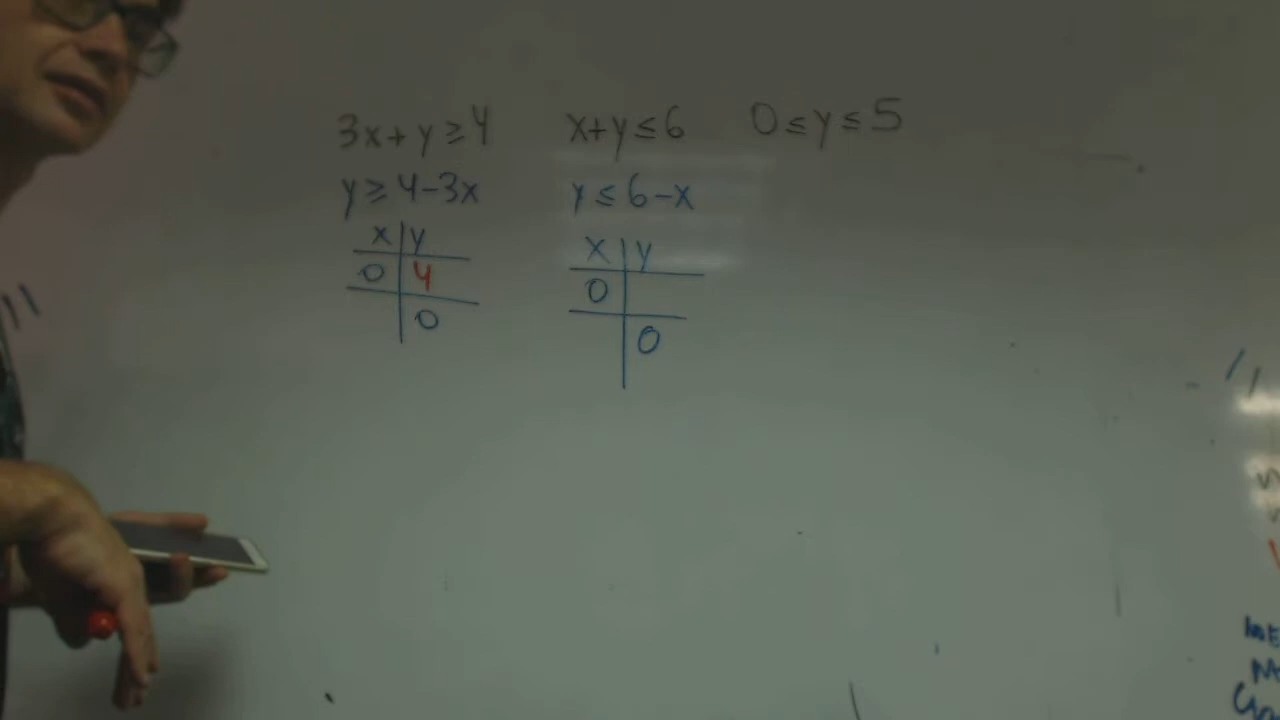 3x+y≥4 x+y≤6 0≤y≤5
y≥4-3x y≤6-x
x y x y
0 4 0
0 0